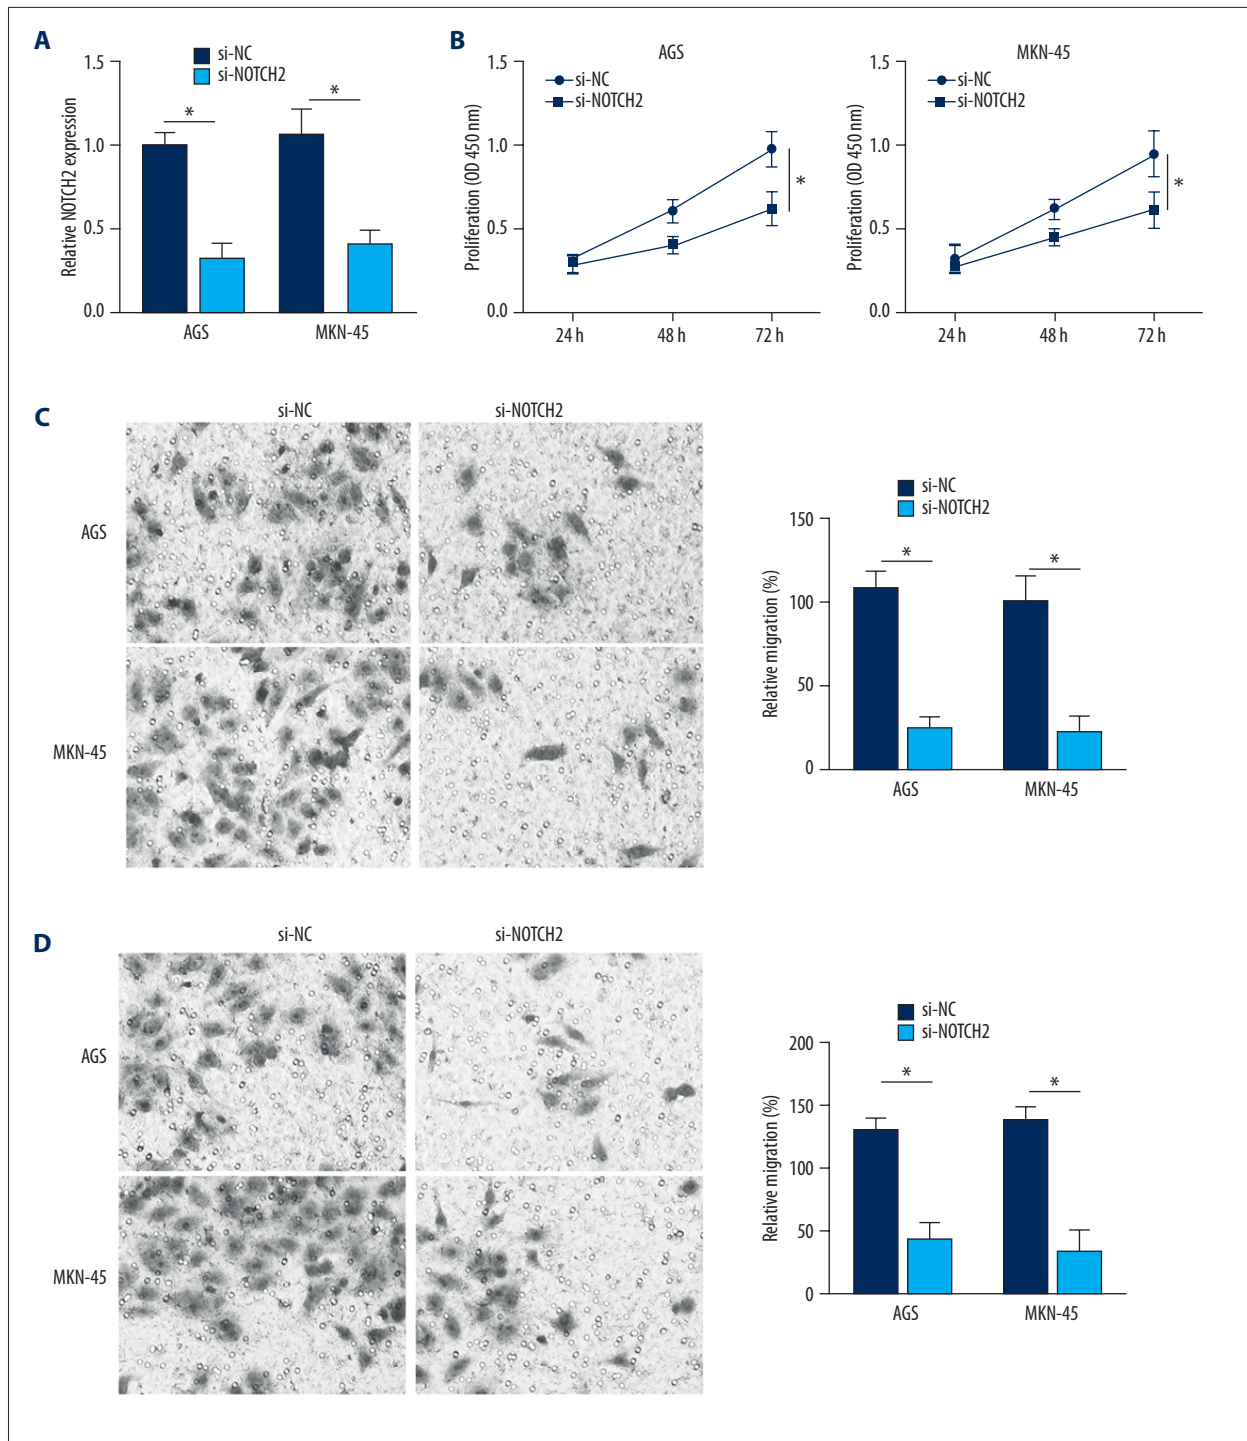 A
si-NC
si-NOTCH2
1.5
1.0
0.5
0.0
Relative NOTCH2 expression
*
*
AGS
MKN-45
B
AGS
si-NC
si-NOTCH2
1.5
1.0
0.5
0.0
Proliferation (OD 450 nm)
*
24 h
48 h
72 h
MKN-45
si-NC
si-NOTCH2
1.5
1.0
0.5
0.0
Proliferation (OD 450 nm)
*
24 h
48 h
72 h
C
si-NC
si-NOTCH2
AGS
MKN-45
si-NC
si-NOTCH2
150
100
50
0
Relative migration (%)
*
*
AGS
MKN-45
D
si-NC
si-NOTCH2
AGS
MKN-45
si-NC
si-NOTCH2
200
150
100
50
0
Relative migration (%)
*
*
AGS
MKN-45